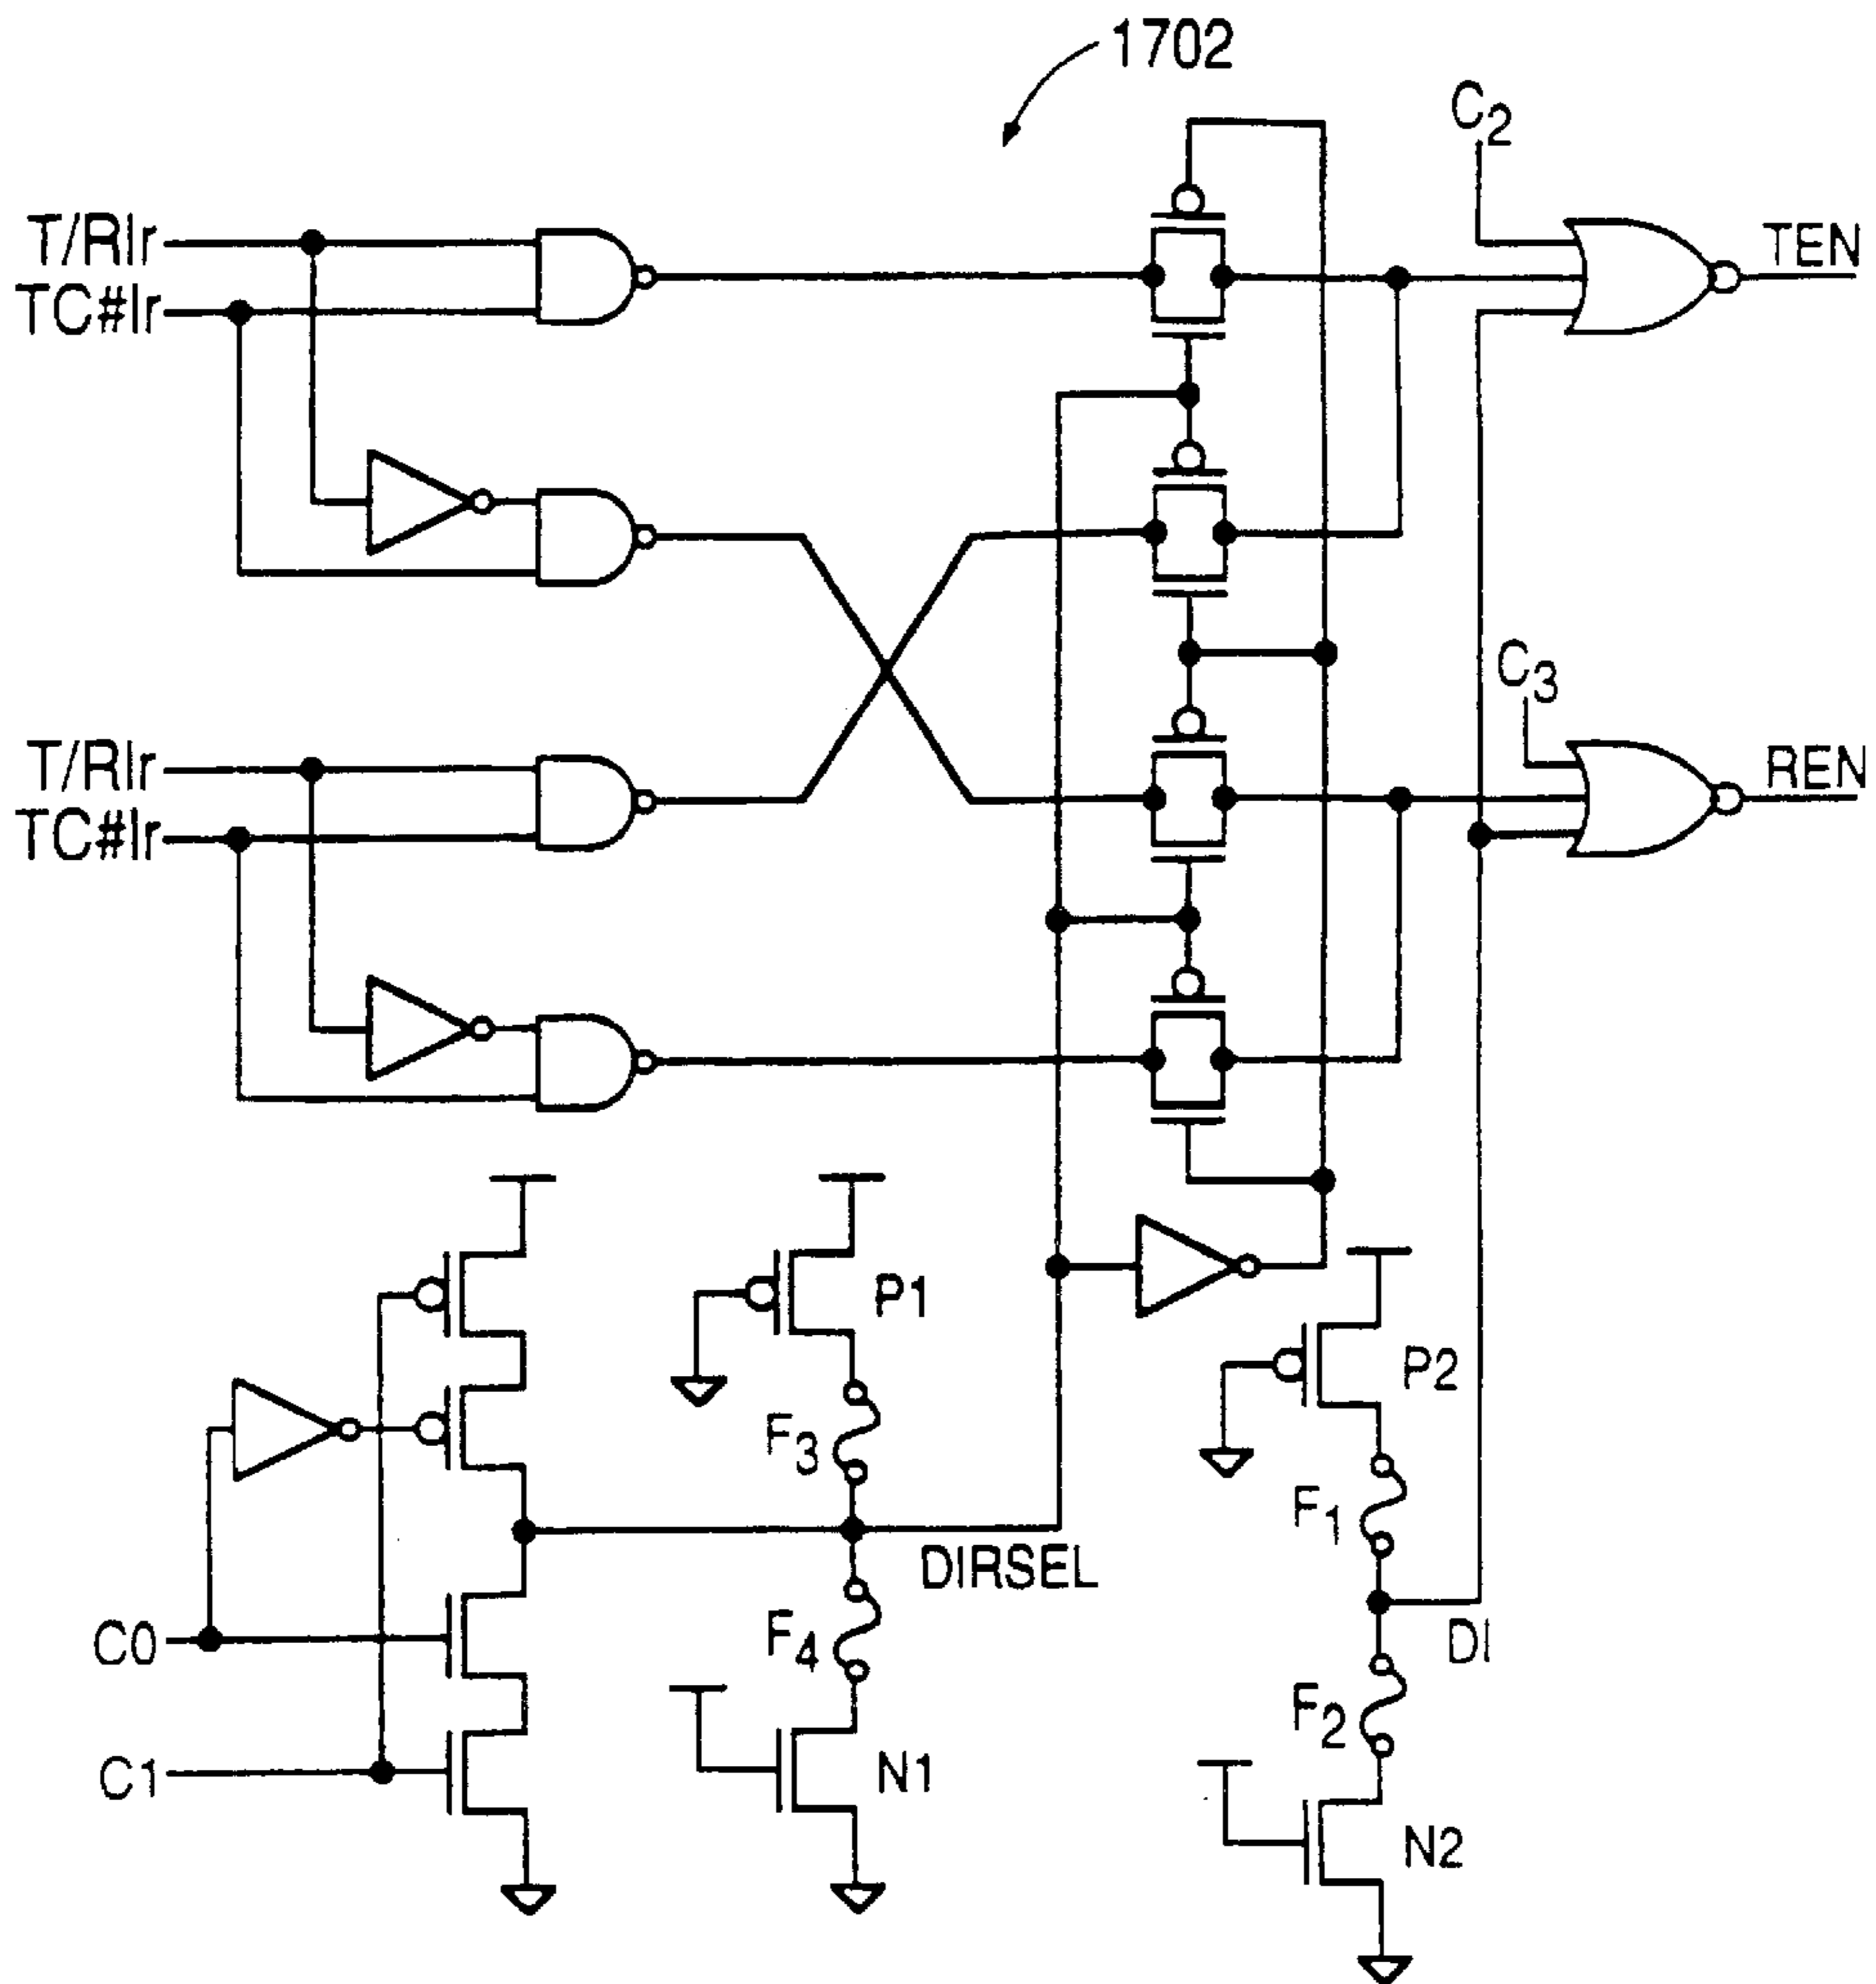 1702
C2
T/RIr
TEN
TC#Ir
C3
T/RIr
REN
TC#Ir
P1
P2
F3
F1
DIRSEL
C0
F4
DI
F2
C1
N1
N2